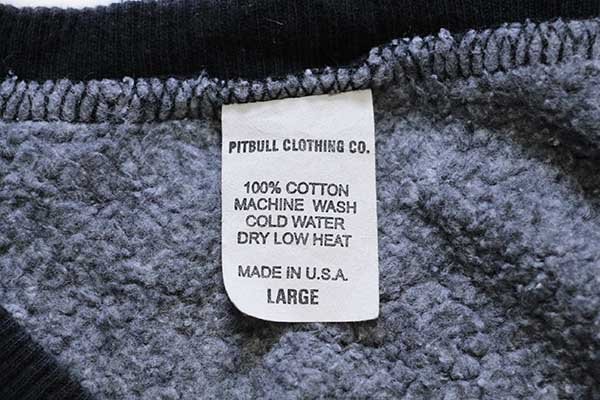 PITBULL CLOTHING CO.
100% COTTON
MACHINE WASH
COLD WATER
DRY LOW HEAT
MADE IN U.S.A.
LARGE